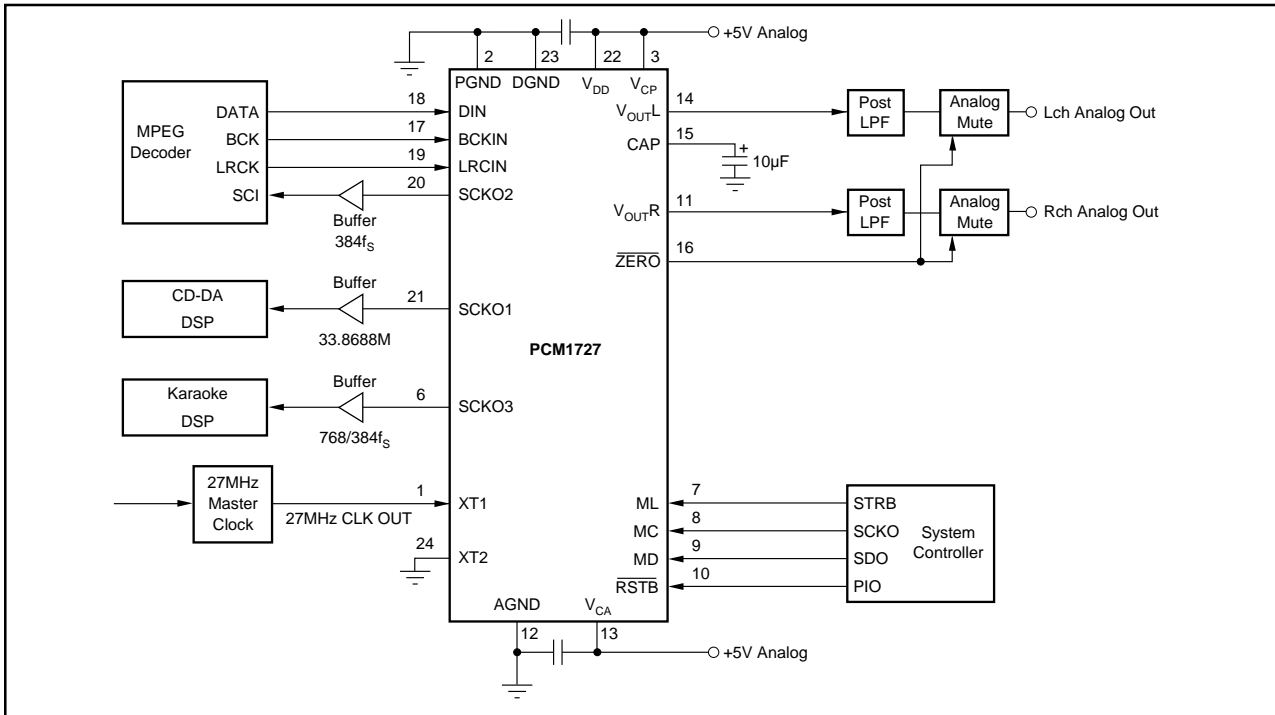 +5V Analog
2 23 22 3
PGND DGND VDD VCP
MPEG
Decoder
DATA
BCK
LRCK
SCI
18
17
19
20
DIN
BCKIN
LRCIN
SCKO2
Buffer
384fS
CD-DA
DSP
Buffer
33.8688M
21
SCKO1
Karaoke
DSP
Buffer
768/384fS
6
SCKO3
27MHz
Master
Clock
27MHz CLK OUT
1
XT1
24
XT2
PCM1727
VOUTL
14
Post
LPF
Analog
Mute
Lch Analog Out
CAP
15
+
10µF
VOUTR
11
Post
LPF
Analog
Mute
Rch Analog Out
ZERO
16
ML
MC
MD
RSTB
7
8
9
10
STRB
SCKO
SDO
PIO
System
Controller
AGND VCA
12 13
+5V Analog